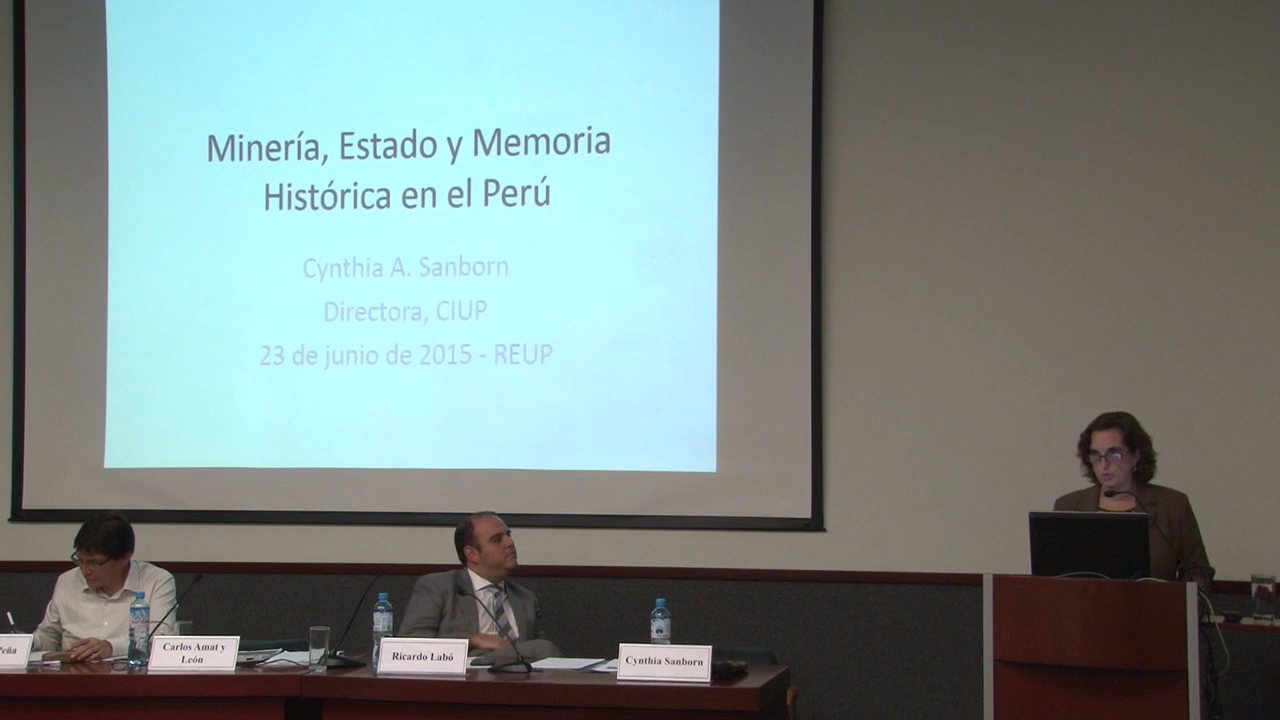 Minería, Estado y Memoria
Histórica en el Perú
Cynthia A. Sanborn
Directora, CIUP
23 de junio de 2015 - REUP
Peña
Carlos Amat y
León
Ricardo Labó
Cynthia Sanborn